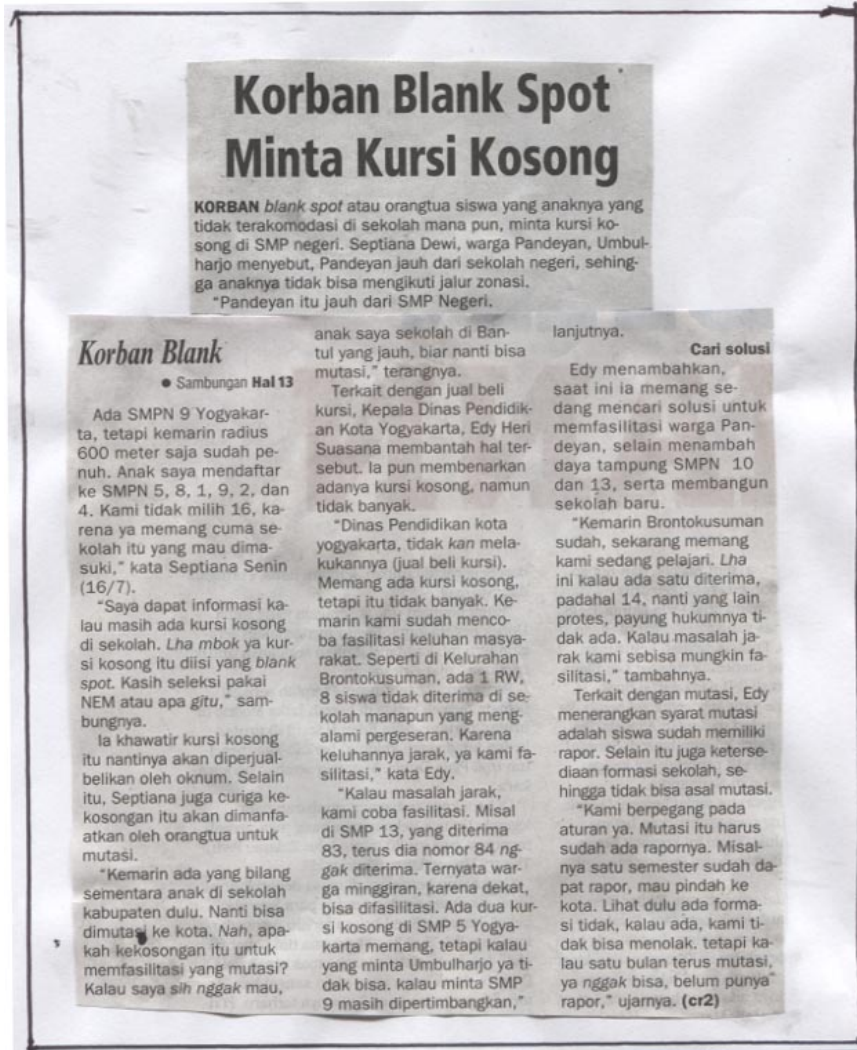 Korban Blank Spot
Minta Kursi Kosong
KORBAN blank spot atau orangtua siswa yang anaknya yang
tidak terakomodasi di sekolah mana pun, minta kursi ko-
song di SMP negeri. Septiana Dewi, warga Pandeyan, Umbul-
harjo menyebut, Pandeyan jauh dari sekolah negeri, sehing-
ga anaknya tidak bisa mengikuti jalur zonasi.
"Pandeyan itu jauh dari SMP Negeri.
Korban Blank
● Sambungan Hal 13
Ada SMPN 9 Yogyakar-
ta, tetapi kemarin radius
600 meter saja sudah pe-
nuh. Anak saya mendaftar
ke SMPN 5, 8, 1, 9, 2, dan
4. Kami tidak milih 16, ka-
rena ya memang cuma se-
kolah itu yang mau dima-
suki," kata Septiana Senin
(16/7).
"Saya dapat informasi ka-
lau masih ada kursi kosong
di sekolah. Lha mbok ya kur-
si kosong itu diisi yang blank
spot. Kasih seleksi pakai
NEM atau apa gitu," sam-
bungnya.
Ia khawatir kursi kosong
itu nantinya akan diperjual-
belikan oleh oknum. Selain
itu, Septiana juga curiga ke-
kosongan itu akan dimanfa-
atkan oleh orangtua untuk
mutasi.
"Kemarin ada yang bilang
sementara anak di sekolah
kabupaten dulu. Nanti bisa
dimutasi ke kota. Nah, apa-
kah kekosongan itu untuk
memfasilitasi yang mutasi?
Kalau saya sih nggak mau,
anak saya sekolah di Ban-
tul yang jauh, biar nanti bisa
mutasi," terangnya.
Terkait dengan jual beli
kursi, Kepala Dinas Pendidik-
an Kota Yogyakarta, Edy Heri
Suasana membantah hal ter-
sebut. Ia pun membenarkan
adanya kursi kosong, namun
tidak banyak.
"Dinas Pendidikan kota
yogyakarta, tidak kan mela-
kukannya (jual beli kursi).
Memang ada kursi kosong,
tetapi itu tidak banyak. Ke-
marin kami sudah menco-
ba fasilitasi keluhan masya-
rakat. Seperti di Kelurahan
Brontokusuman, ada 1 RW,
8 siswa tidak diterima di se-
kolah manapun yang meng-
alami pergeseran. Karena
keluhannya jarak, ya kami fa-
silitasi," kata Edy.
"Kalau masalah jarak,
kami coba fasilitasi. Misal
di SMP 13, yang diterima
83, terus dia nomor 84 ng-
gak diterima. Ternyata war-
ga minggiran, karena dekat,
bisa difasilitasi. Ada dua kur-
si kosong di SMP 5 Yogya-
karta memang, tetapi kalau
yang minta Umbulharjo ya ti-
dak bisa. kalau minta SMP
9 masih dipertimbangkan,"
lanjutnya.
Cari solusi
Edy menambahkan,
saat ini ia memang se-
dang mencari solusi untuk
memfasilitasi warga Pan-
deyan, selain menambah
daya tampung SMPN 10
dan 13, serta membangun
sekolah baru.
"Kemarin Brontokusuman
sudah, sekarang memang
kami sedang pelajari. Lha
ini kalau ada satu diterima,
padahal 14, nanti yang lain
protes, payung hukumnya ti-
dak ada. Kalau masalah ja-
rak kami sebisa mungkin fa-
silitasi," tambahnya.
Terkait dengan mutasi, Edy
menerangkan syarat mutasi
adalah siswa sudah memiliki
rapor. Selain itu juga keterse-
diaan formasi sekolah, se-
hingga tidak bisa asal mutasi.
"Kami berpegang pada
aturan ya. Mutasi itu harus
sudah ada rapornya. Misal-
nya satu semester sudah da-
pat rapor, mau pindah ke
kota. Lihat dulu ada forma-
si tidak, kalau ada, kami ti-
dak bisa menolak. tetapi ka-
lau satu bulan terus mutasi,
ya nggak bisa, belum punya
rapor," ujarnya. (cr2)